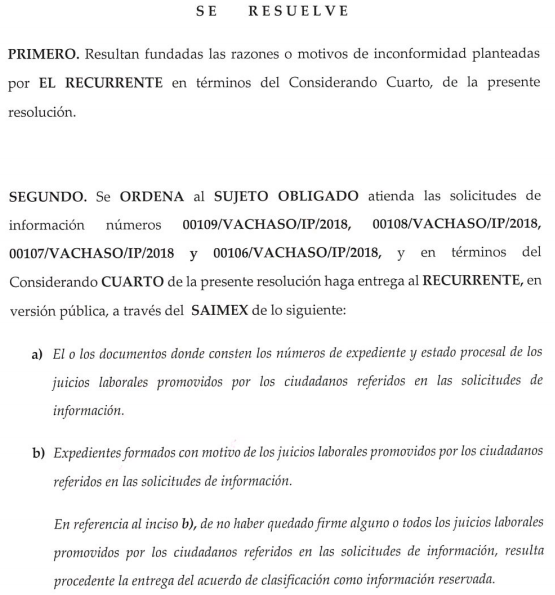 SE RESUELVE
PRIMERO. Resultan fundadas las razones o motivos de inconformidad planteadas
por EL RECURRENTE en términos del Considerando Cuarto, de la presente
resolución.
SEGUNDO. Se ORDENA al SUJETO OBLIGADO atienda las solicitudes de
información números 00109/VACHASO/IP/2018, 00108/VACHASO/IP/2018,
00107/VACHASO/IP/2018 y 00106/VACHASO/IP/2018, y en términos del
Considerando CUARTO de la presente resolución haga entrega al RECURRENTE, en
versión pública, a través del SAIMEX de lo siguiente:
a) El o los documentos donde consten los números de expediente y estado procesal de los
juicios laborales promovidos por los ciudadanos referidos en las solicitudes de
información.
b) Expedientes formados con motivo de los juicios laborales promovidos por los ciudadanos
referidos en las solicitudes de información.
En referencia al inciso b), de no haber quedado firme alguno o todos los juicios laborales
promovidos por los ciudadanos referidos en las solicitudes de información, resulta
procedente la entrega del acuerdo de clasificación como información reservada.